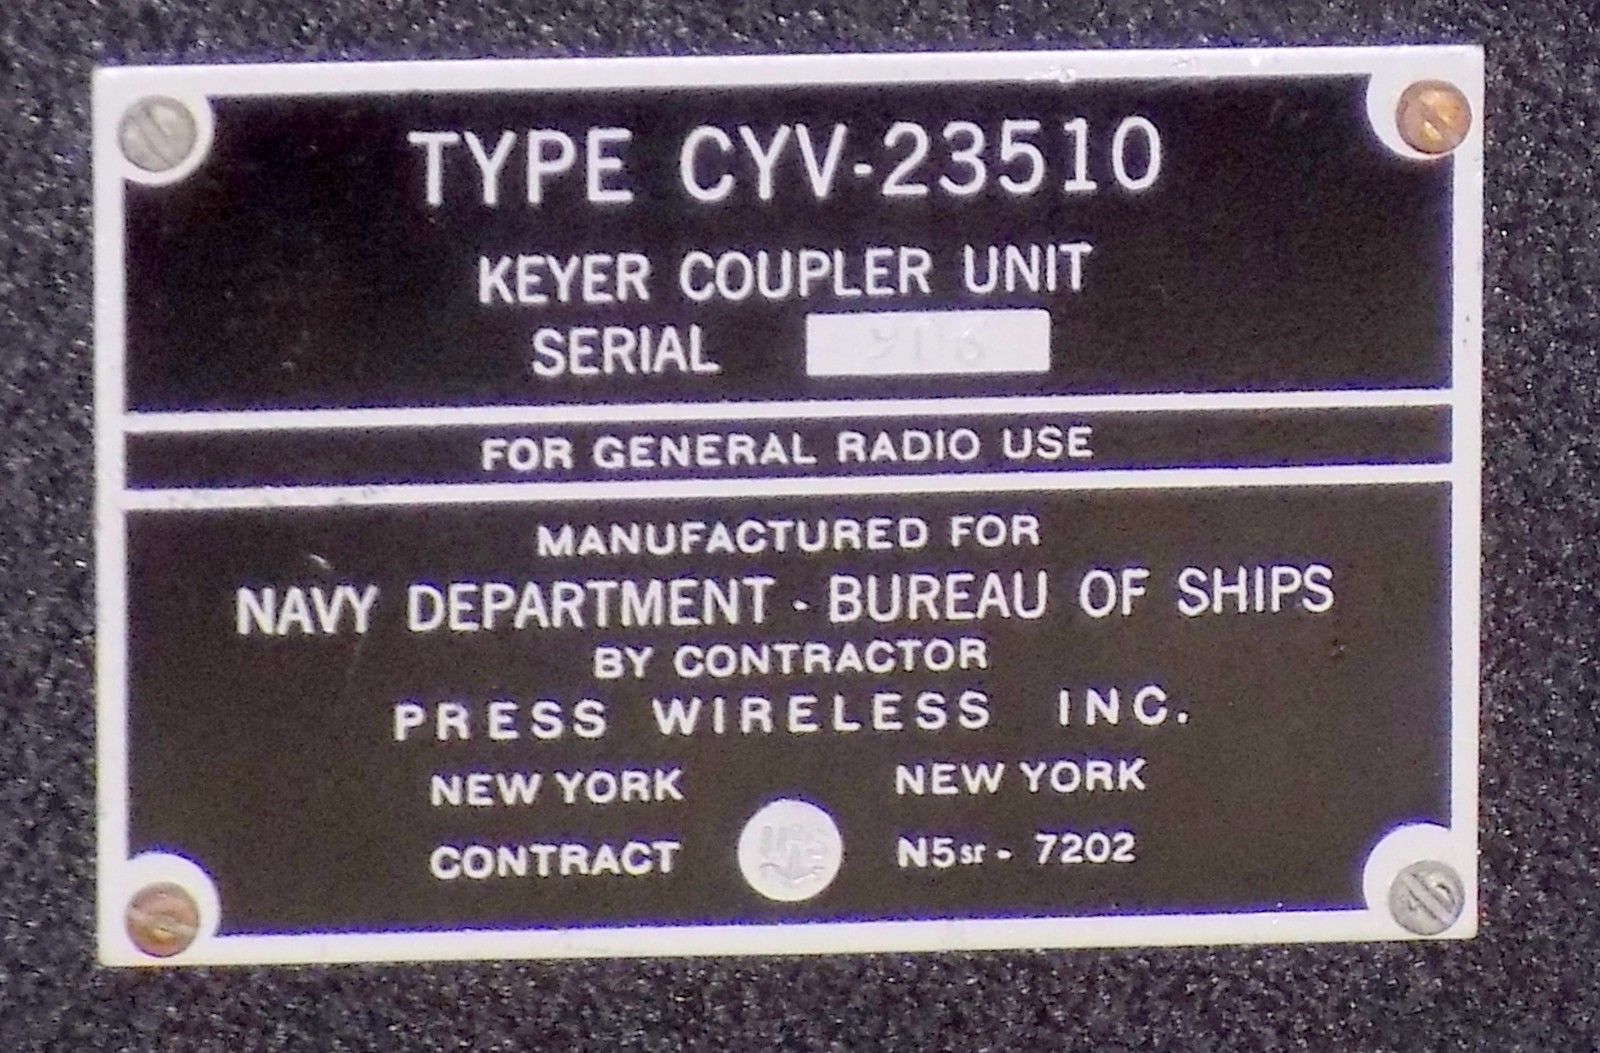 TYPE CYV-23510
KEYER COUPLER UNIT
SERIAL
FOR GENERAL RADIO USE
MANUFACTURED FOR
NAVY DEPARTMENT - BUREAU OF SHIPS
BY CONTRACTOR
PRESS WIRELESS INC.
NEW YORK NEW YORK
CONTRACT N5sr - 7202